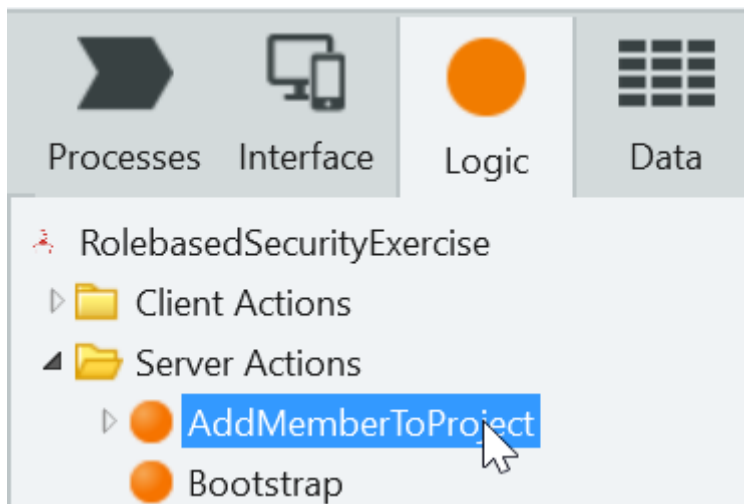 Processes Interface Logic Data
RolebasedSecurityExercise
Client Actions
Server Actions
AddMemberToProject
Bootstrap